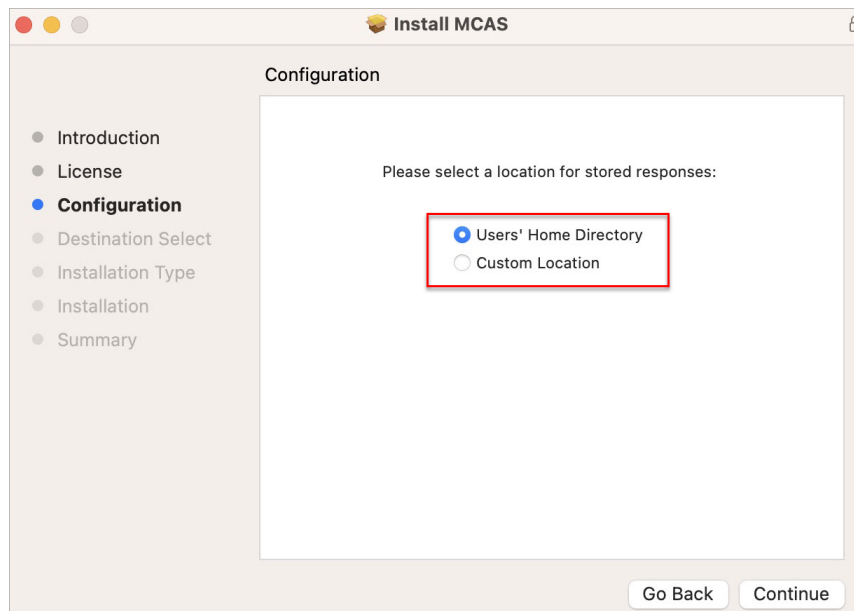 Install MCAS
Configuration
Introduction
License
Configuration
Destination Select
Installation Type
Installation
Summary
Please select a location for stored responses:
Users' Home Directory
Custom Location
Go Back
Continue